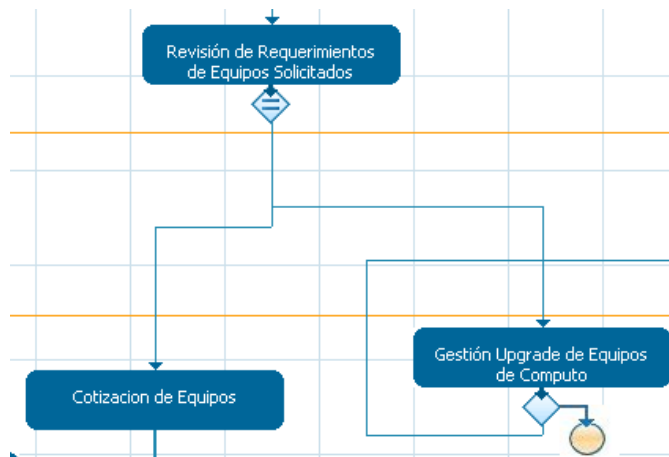 Revisión de Requerimientos
de Equipos Solicitados
Gestión Upgrade de Equipos
de Computo
Cotizacion de Equipos